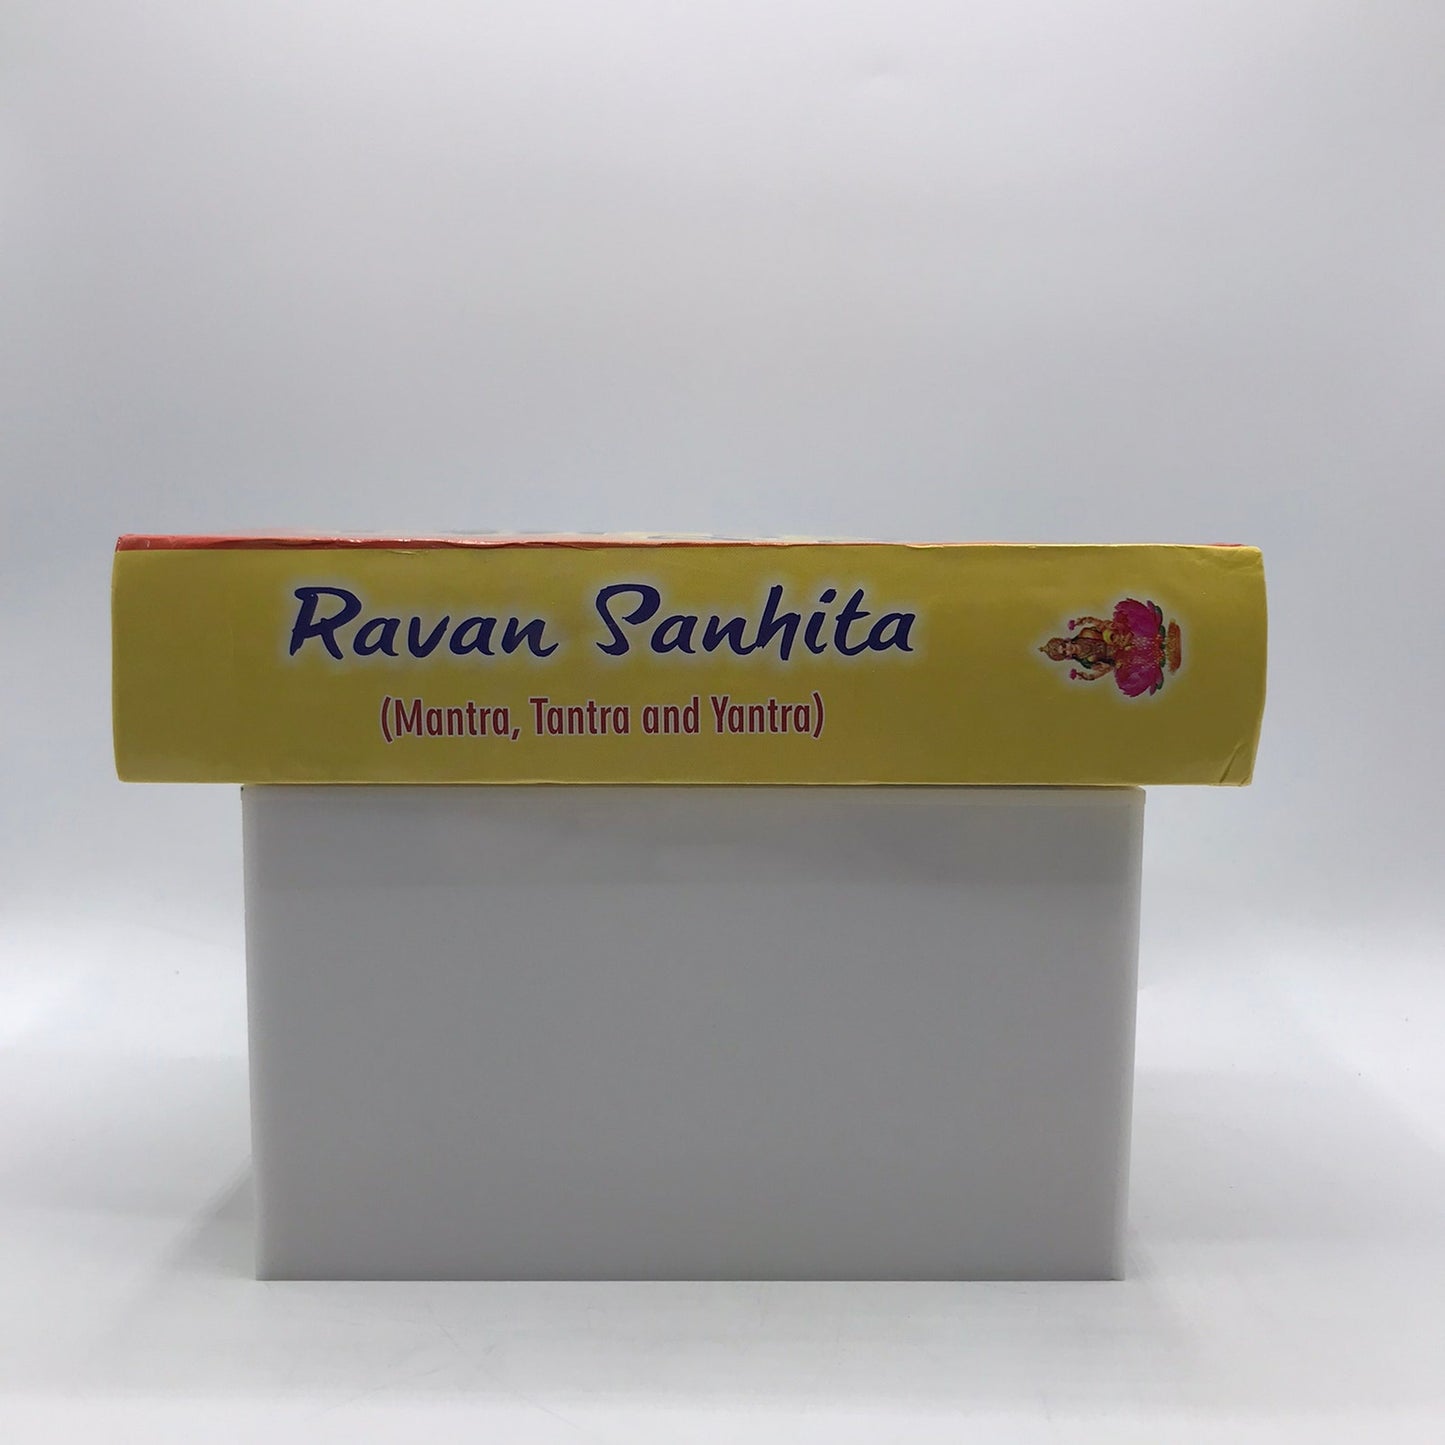 Ravan Sanhita
(Mantra, Tantra and Yantra)